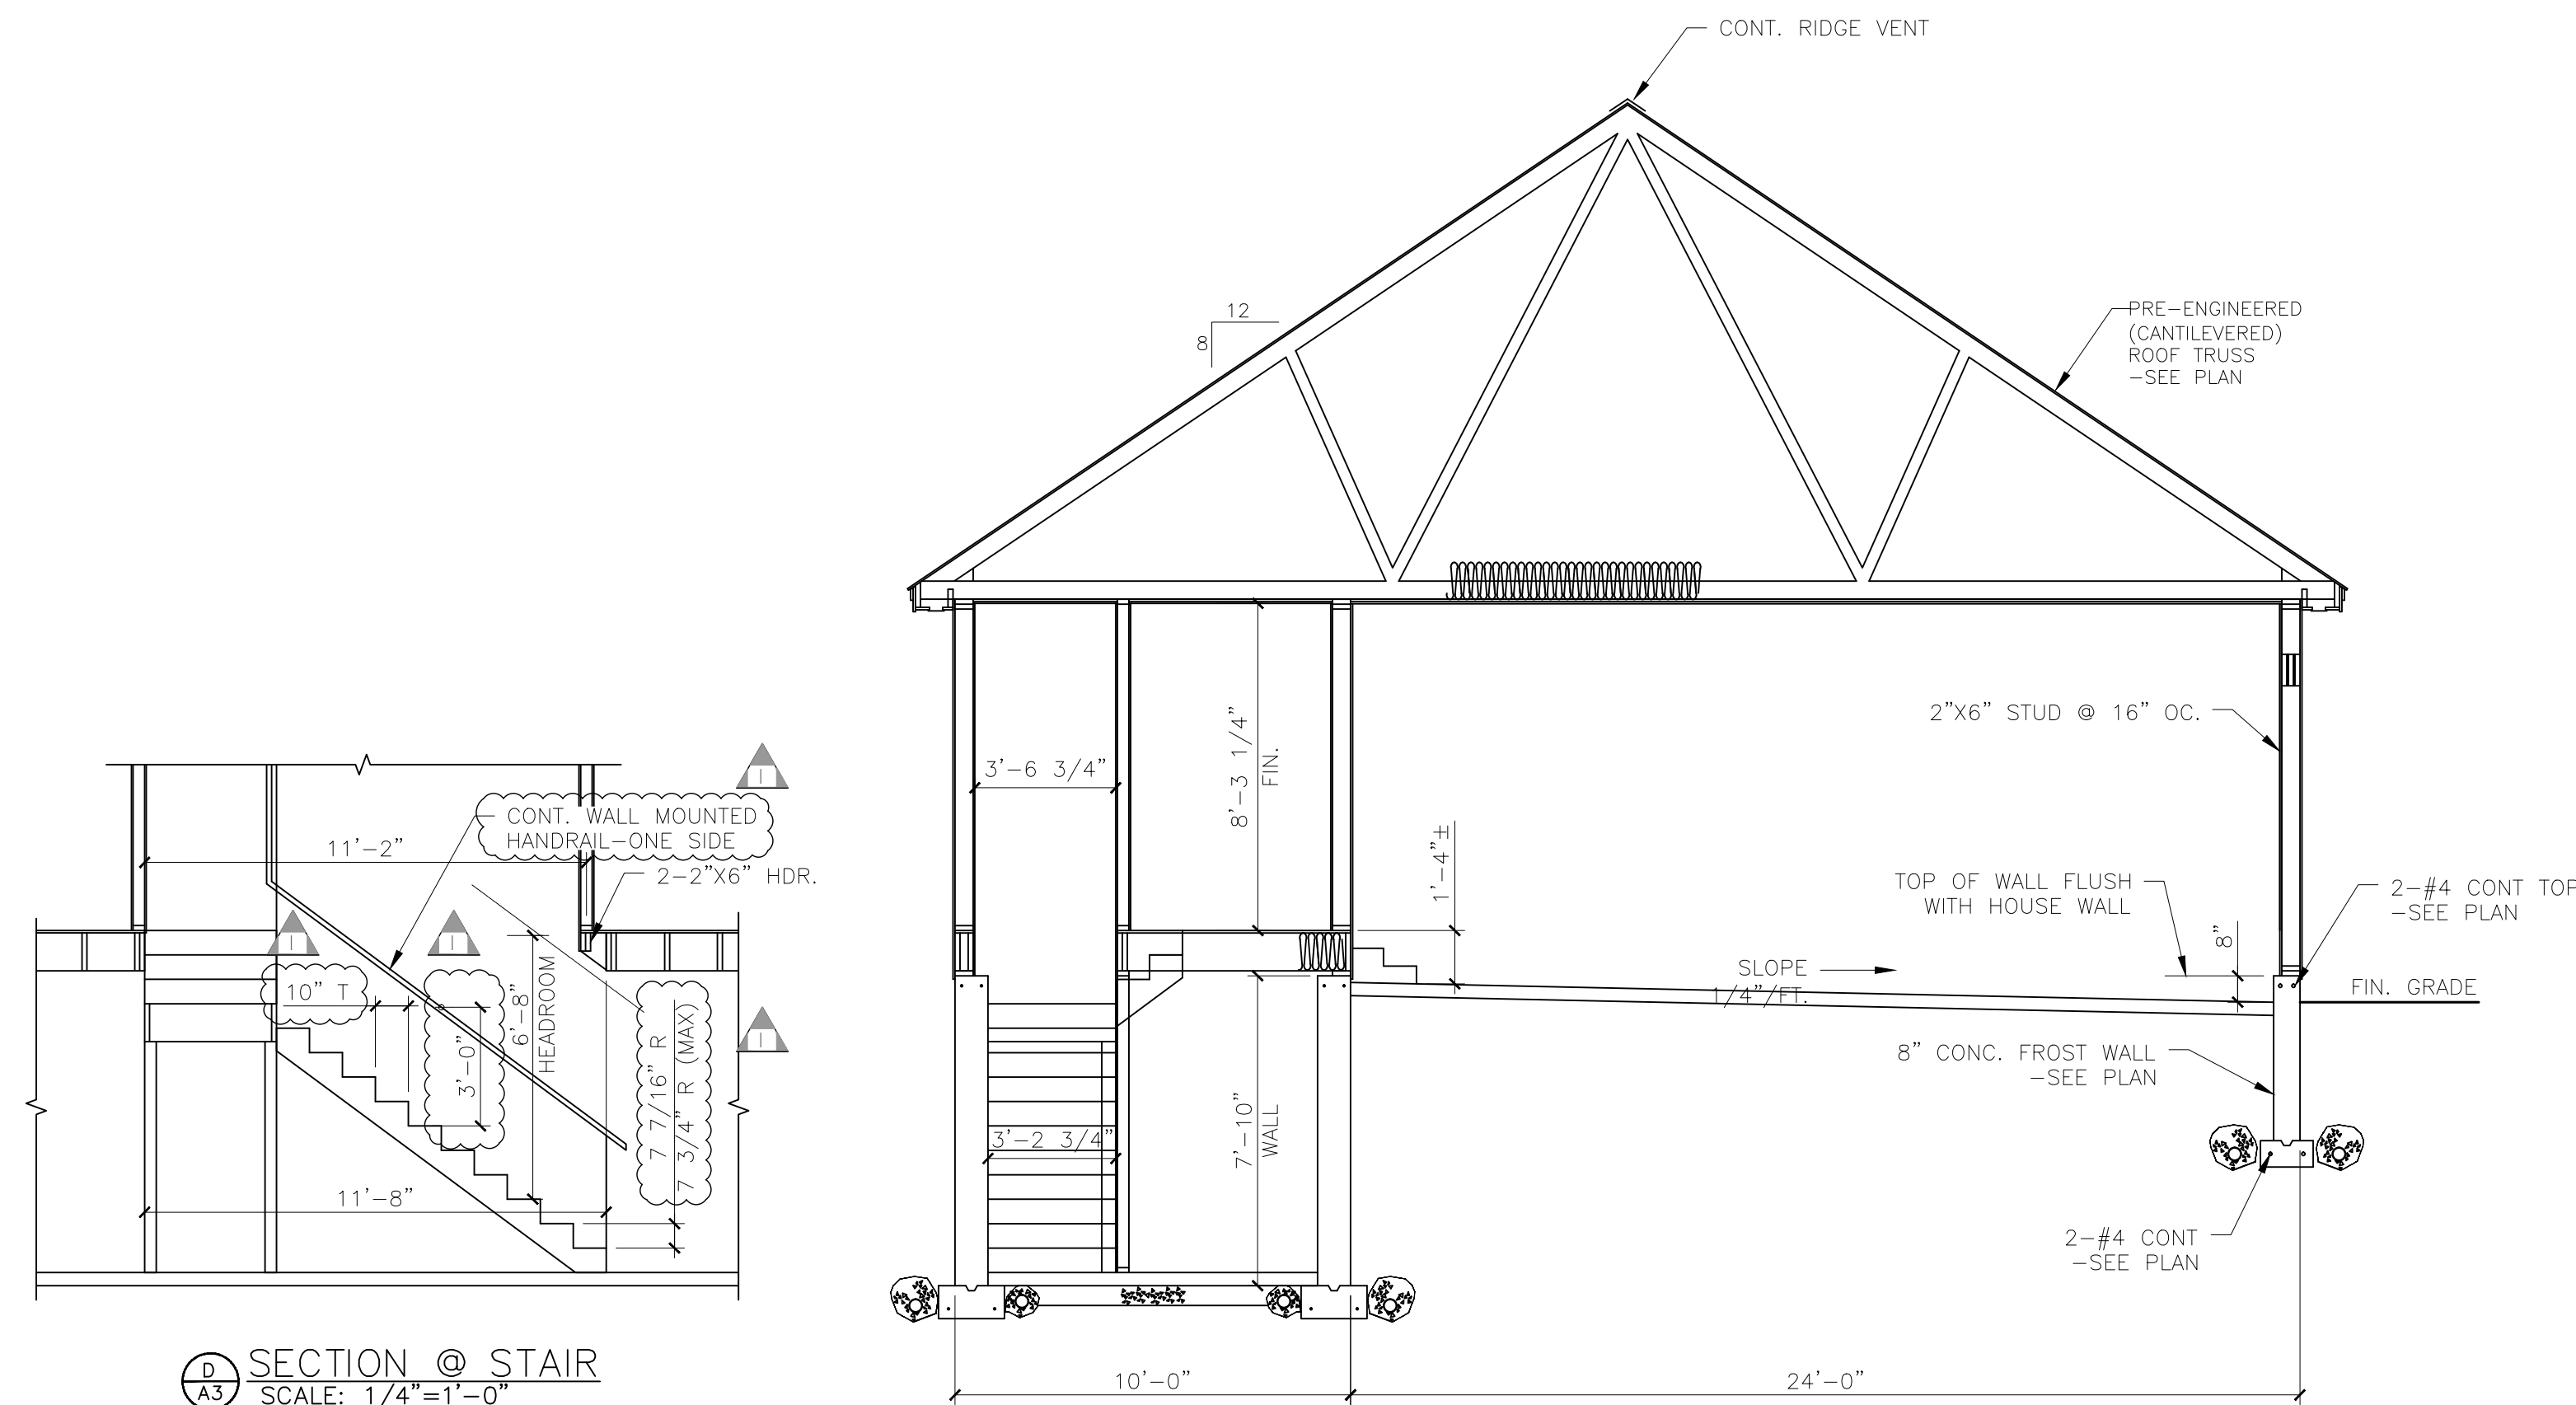 CONT. RIDGE VENT
12
8
PRE-ENGINEERED
(CANTILEVERED)
ROOF TRUSS
-SEE PLAN
2"X6" STUD @ 16" OC.
3'-6 3/4"
8'-3 1/4"
FIN.
1'-4"±
TOP OF WALL FLUSH
WITH HOUSE WALL
8"
2-#4 CONT TOP
-SEE PLAN
SLOPE
1/4"/FT.
FIN. GRADE
8" CONC. FROST WALL
-SEE PLAN
3'-2 3/4"
7'-10"
WALL
2-#4 CONT
-SEE PLAN
10'-0"
24'-0"
1
CONT. WALL MOUNTED
HANDRAIL-ONE SIDE
11'-2"
2-2"X6" HDR.
1
1
10" T
3'-0"
6'-8"
HEADROOM
7 7/16" R
7 3/4" R (MAX)
1
11'-8"
D
A3
SECTION @ STAIR
SCALE: 1/4"=1'-0"